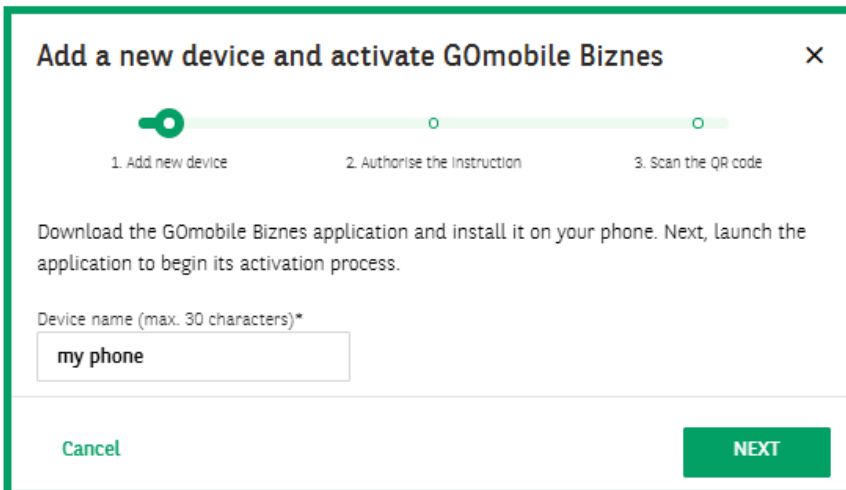 Add a new device and activate GOmobile Biznes
1. Add new device
2. Authorise the instruction
3. Scan the QR code
Download the GOmobile Biznes application and install it on your phone. Next, launch the
application to begin its activation process.
Device name (max. 30 characters)*
my phone
Cancel
NEXT